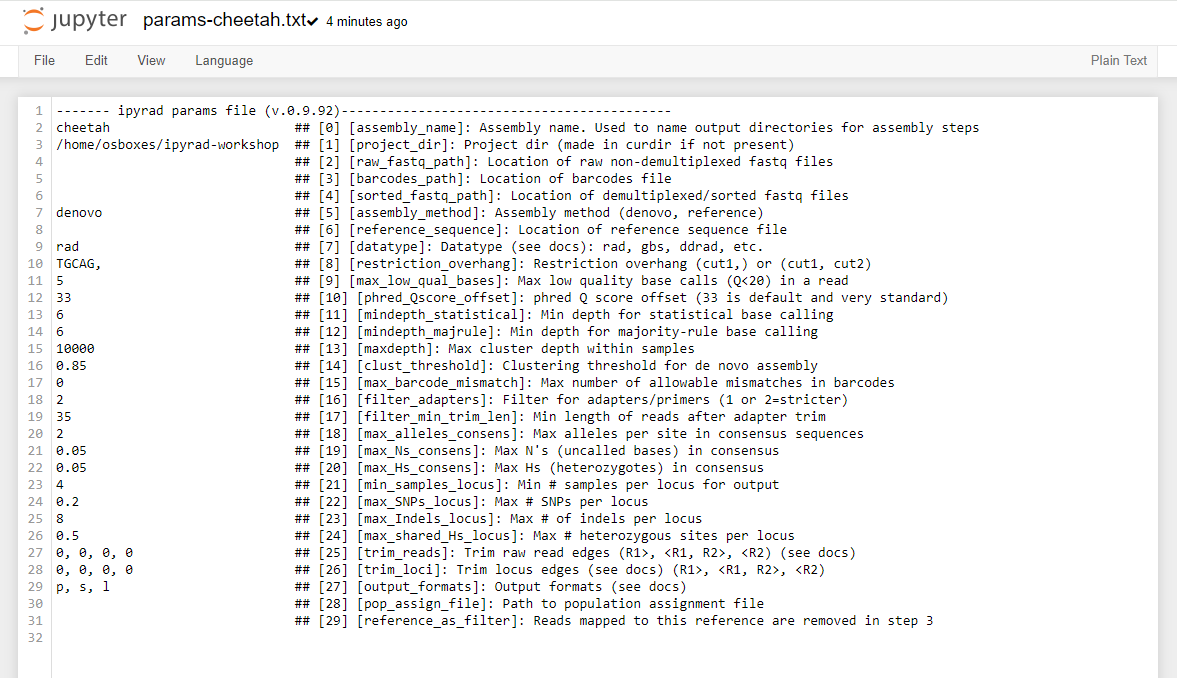 jupyter params-cheetah.txt✔ 4 minutes ago
File Edit View Language Plain Text
1 ------- ipyrad params file (v.0.9.92)-------------------------------------------
2 cheetah ## [0] [assembly_name]: Assembly name. Used to name output directories for assembly steps
3 /home/osboxes/ipyrad-workshop ## [1] [project_dir]: Project dir (made in curdir if not present)
4 ## [2] [raw_fastq_path]: Location of raw non-demultiplexed fastq files
5 ## [3] [barcodes_path]: Location of barcodes file
6 ## [4] [sorted_fastq_path]: Location of demultiplexed/sorted fastq files
7 denovo ## [5] [assembly_method]: Assembly method (denovo, reference)
8 ## [6] [reference_sequence]: Location of reference sequence file
9 rad ## [7] [datatype]: Datatype (see docs): rad, gbs, ddrad, etc.
10 TGCAG, ## [8] [restriction_overhang]: Restriction overhang (cut1,) or (cut1, cut2)
11 5 ## [9] [max_low_qual_bases]: Max low quality base calls (Q<20) in a read
12 33 ## [10] [phred_Qscore_offset]: phred Q score offset (33 is default and very standard)
13 6 ## [11] [mindepth_statistical]: Min depth for statistical base calling
14 6 ## [12] [mindepth_majrule]: Min depth for majority-rule base calling
15 10000 ## [13] [maxdepth]: Max cluster depth within samples
16 0.85 ## [14] [clust_threshold]: Clustering threshold for de novo assembly
17 0 ## [15] [max_barcode_mismatch]: Max number of allowable mismatches in barcodes
18 2 ## [16] [filter_adapters]: Filter for adapters/primers (1 or 2=stricter)
19 35 ## [17] [filter_min_trim_len]: Min length of reads after adapter trim
20 2 ## [18] [max_alleles_consens]: Max alleles per site in consensus sequences
21 0.05 ## [19] [max_Ns_consens]: Max N's (uncalled bases) in consensus
22 0.05 ## [20] [max_Hs_consens]: Max Hs (heterozygotes) in consensus
23 4 ## [21] [min_samples_locus]: Min # samples per locus for output
24 0.2 ## [22] [max_SNPs_locus]: Max # SNPs per locus
25 8 ## [23] [max_Indels_locus]: Max # of indels per locus
26 0.5 ## [24] [max_shared_Hs_locus]: Max # heterozygous sites per locus
27 0, 0, 0, 0 ## [25] [trim_reads]: Trim raw read edges (R1>, <R1, R2>, <R2) (see docs)
28 0, 0, 0, 0 ## [26] [trim_loci]: Trim locus edges (see docs) (R1>, <R1, R2>, <R2)
29 p, s, l ## [27] [output_formats]: Output formats (see docs)
30 ## [28] [pop_assign_file]: Path to population assignment file
31 ## [29] [reference_as_filter]: Reads mapped to this reference are removed in step 3
32